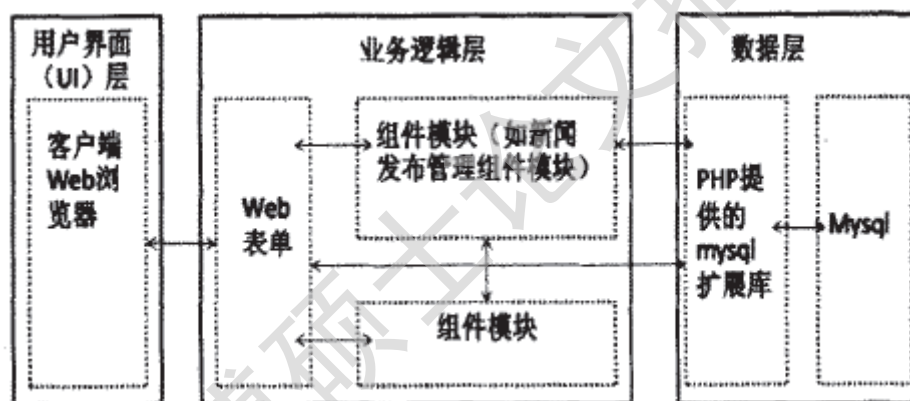 用户界面
（UI）层
客户端
Web浏
览器
业务逻辑层
Web
表单
组件模块（如新闻
发布管理组件模块）
组件模块
数据层
PHP提
供的
mysql
扩展库
Mysql